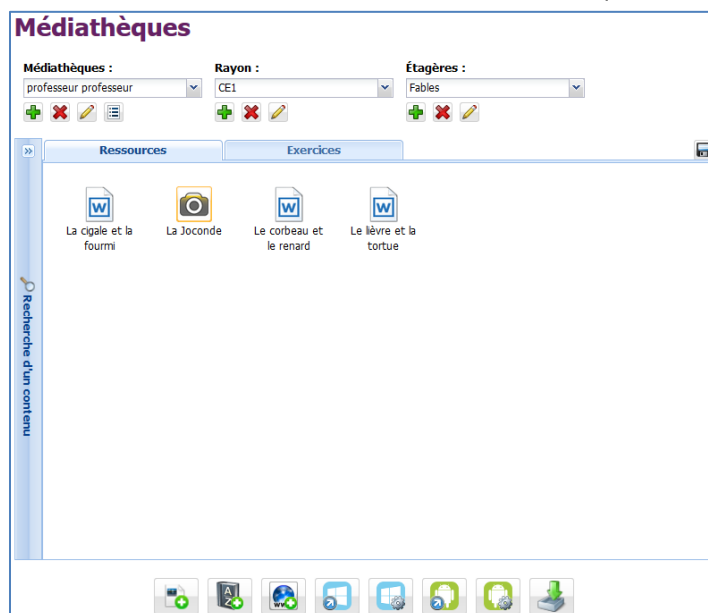 Médiathèques
Médiathèques : Rayon : Étagères :
professeur professeur CE1 Fables
Ressources Exercices
La cigale et la fourmi
La Joconde
Le corbeau et le renard
Le lièvre et la tortue
Recherche d'un contenu